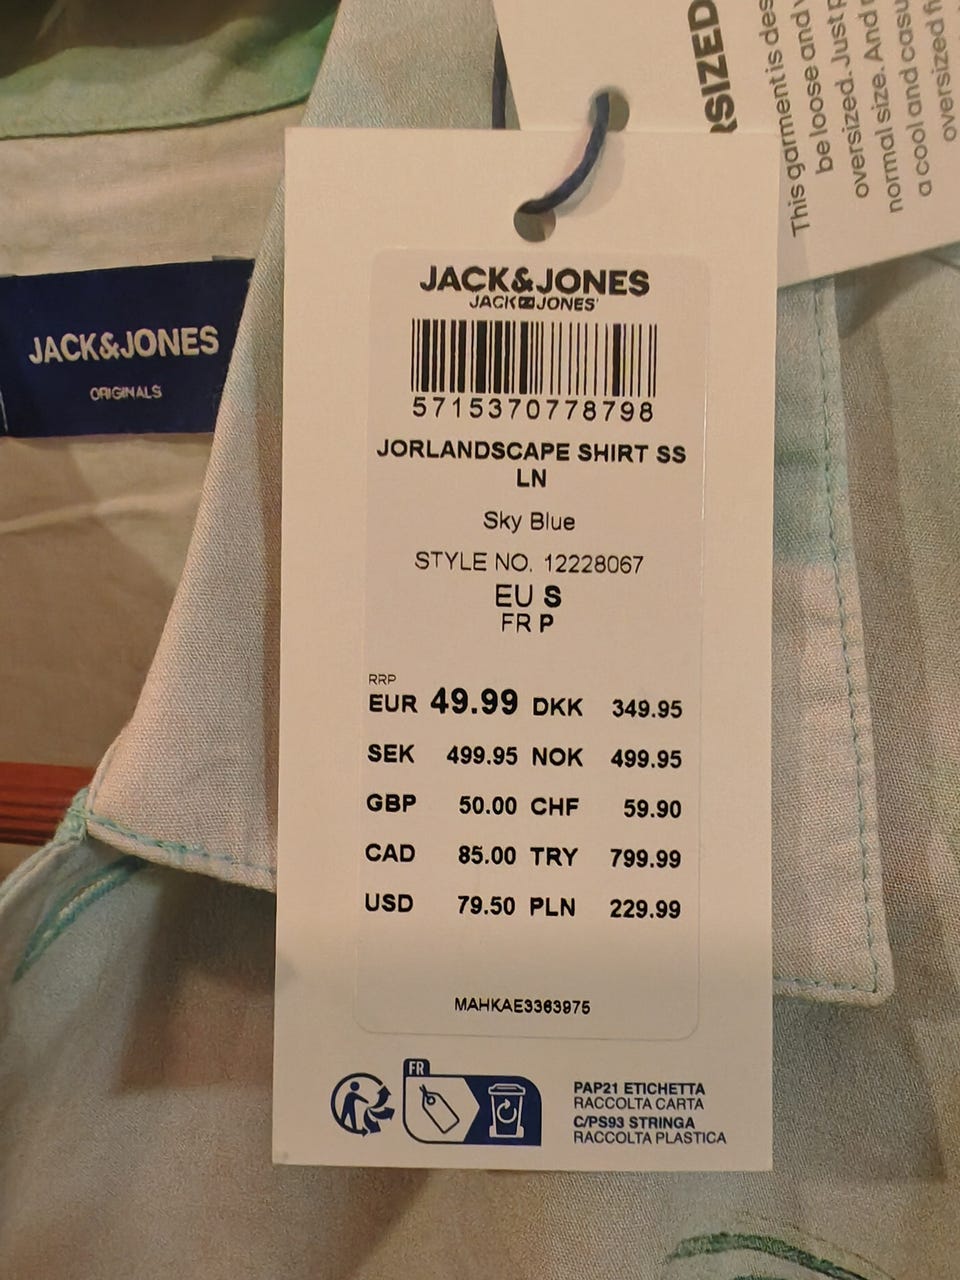 RSIZED
This garment is des
be loose and
oversized. Just
normal size. And
a cool and casu
oversized
JACK&JONES
ORIGINALS
JACK&JONES
JACK JONES
5715370778798
JORLANDSCAPE SHIRT SS
LN
Sky Blue
STYLE NO. 12228067
EU S
FR P
RRP
EUR 49.99 DKK 349.95
SEK 499.95 NOK 499.95
GBP 50.00 CHF 59.90
CAD 85.00 TRY 799.99
USD 79.50 PLN 229.99
MAHKAE3363975
FR
PAP21 ETICHETTA
RACCOLTA CARTA
C/PS93 STRINGA
RACCOLTA PLASTICA